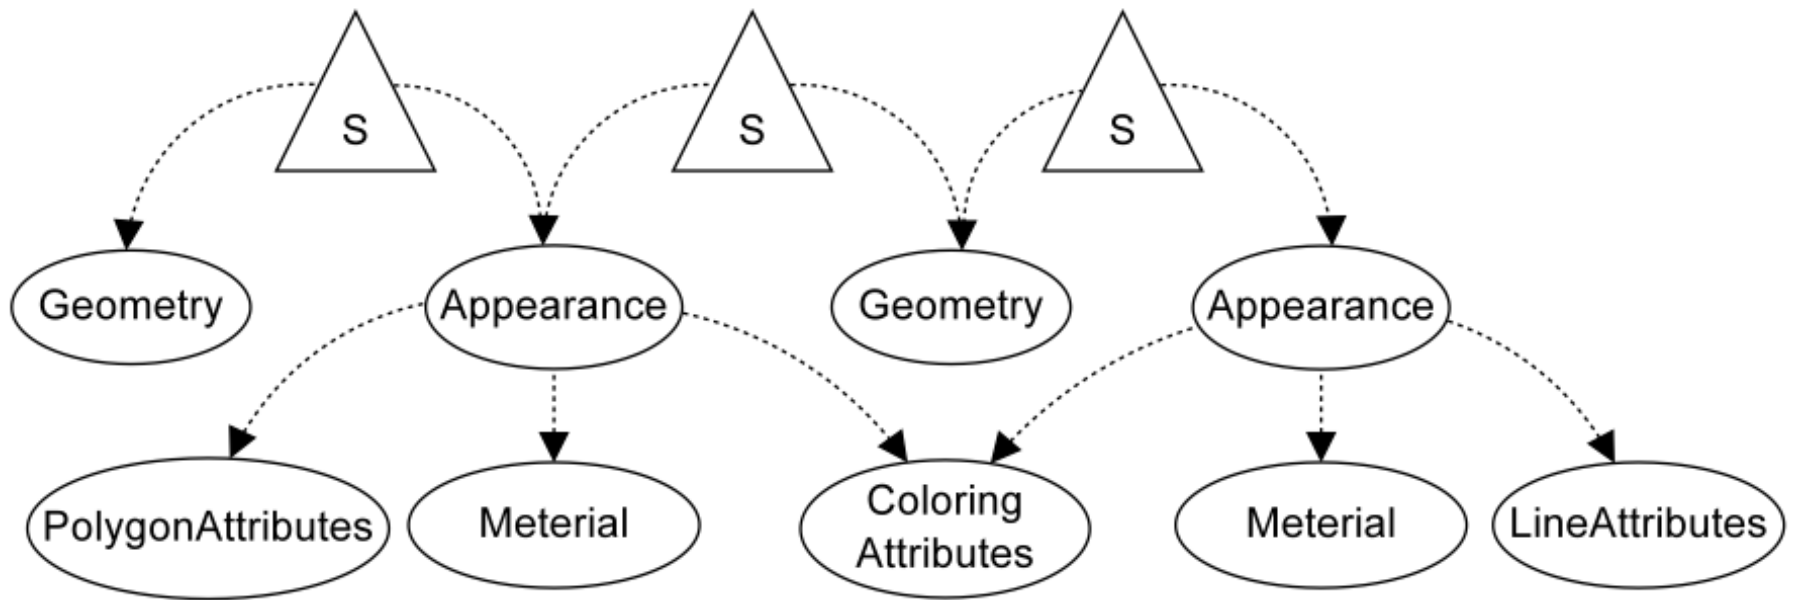 S
S
S
Geometry
Appearance
Geometry
Appearance
PolygonAttributes
Meterial
Coloring
Attributes
Meterial
LineAttributes